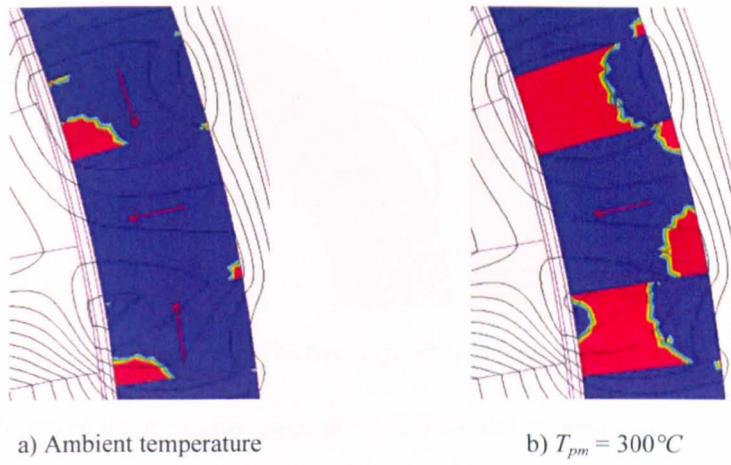 a) Ambient temperature
b) T_pm = 300°C